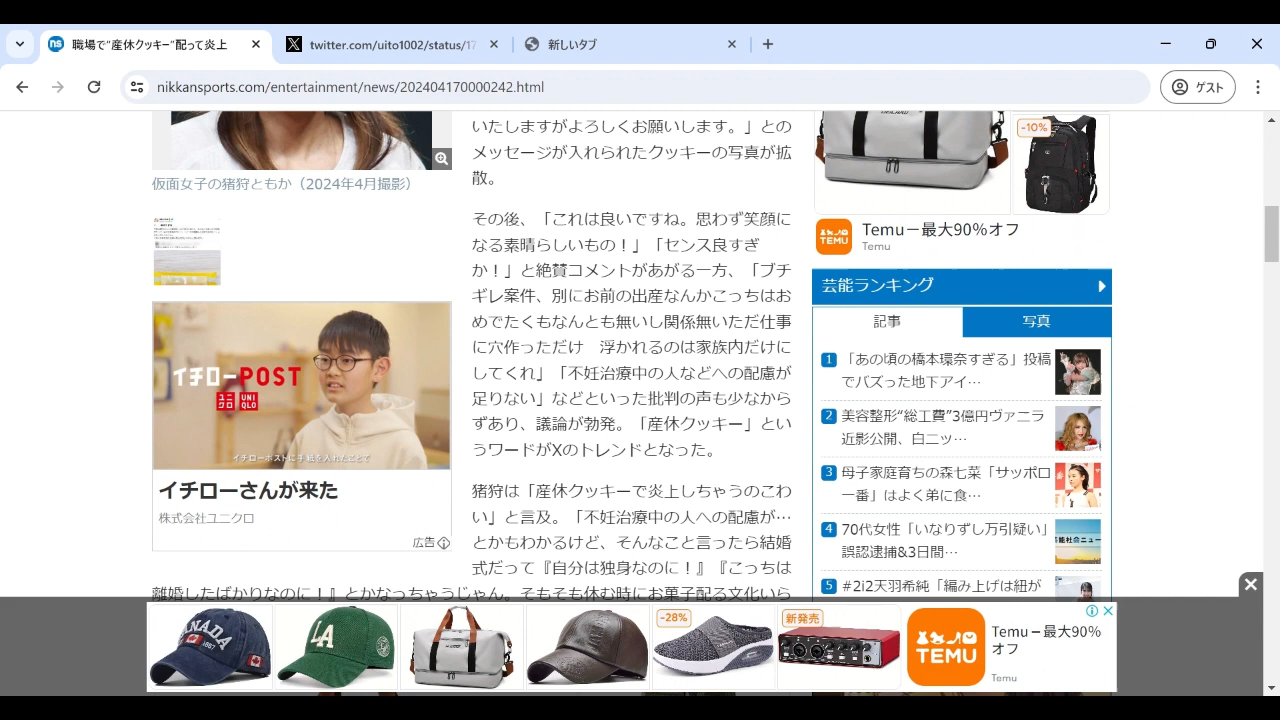 職場で"産休クッキー"配って炎上
twitter.com/uito1002/status/17
新しいタブ
nikkansports.com/entertainment/news/202404170000242.html
ゲスト
仮面女子の猪狩ともか（2024年4月撮影）
イチローPOST
ユニクロ
UNIQLO
イチローポストに手紙を入れたことで
イチローさんが来た
株式会社ユニクロ
広告
いたしますがよろしくお願いします。」との
メッセージが入れられたクッキーの写真が拡
散。
その後、「これは良いですね。思わず笑顔に
なる素晴らしいもの！」「センス良すぎ
か！」と絶賛コメントがあがる一方、「ブチ
ギレ案件、別にお前の出産なんかこっちはお
めでたくもなんとも無いし関係無いただ仕事
に穴作っただけ　浮かれるのは家族内だけに
してくれ」「不妊治療中の人などへの配慮が
足りない」などといった批判の声も少なから
ずあり、議論が勃発。「産休クッキー」とい
うワードがXのトレンドとなった。
猪狩は「産休クッキーで炎上しちゃうのこわ
い」と言及。「不妊治療中の人への配慮が…
とかもわかるけど、そんなこと言ったら結婚
式だって『自分は独身なのに！』『こっちは
離婚したばかりなのに！』とかなっちゃうじゃん。そもそも休む時にお菓子配る文化いら
-10%
TEMU
Temu－最大90%オフ
Temu
芸能ランキング
記事
写真
1 「あの頃の橋本環奈すぎる」投稿
でバズった地下アイ…
2 美容整形"総工費"3億円ヴァニラ
近影公開、白ニッ…
3 母子家庭育ちの森七菜「サッポロ
一番」はよく弟に食…
4 70代女性「いなりずし万引疑い」
誤認逮捕&3日間…
5 #2i2天羽希純「編み上げは紐が
CANADA
1867
LA
-28%
新発売
TEMU
Temu－最大90%
オフ
Temu